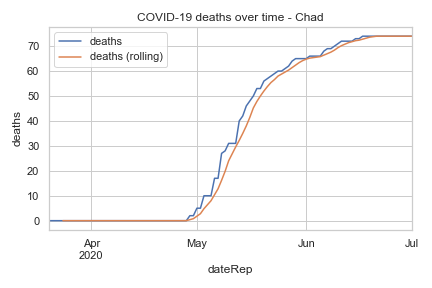 COVID-19 deaths over time - Chad
deaths
deaths (rolling)
70
60
50
40
30
20
10
0
deaths
Apr
2020
May
Jun
Jul
dateRep